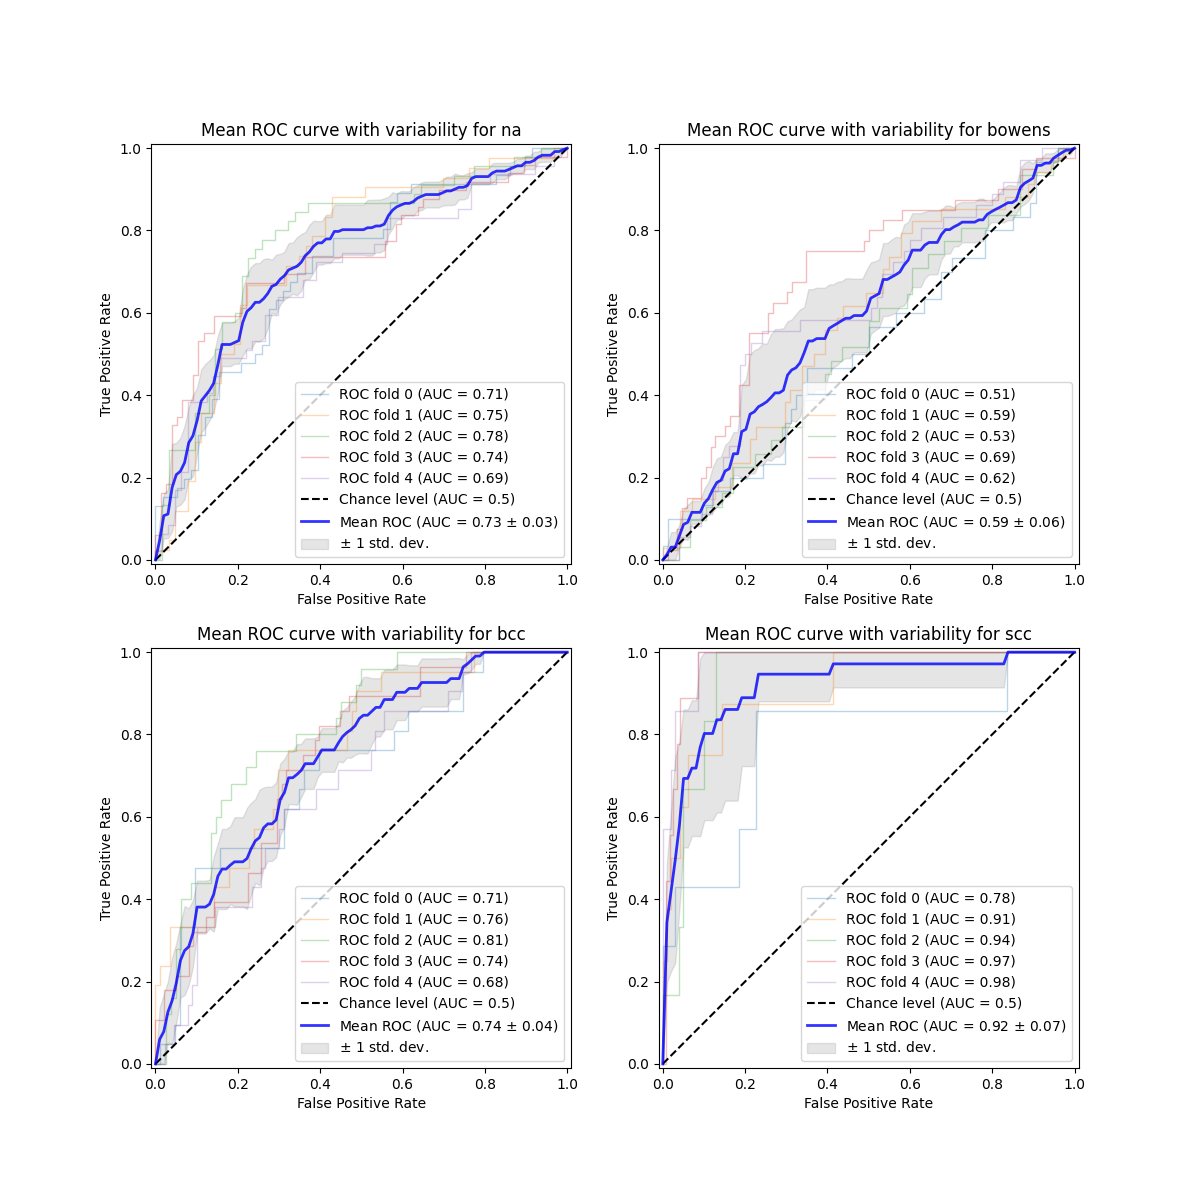 Mean ROC curve with variability for na
1.0
0.8
0.6
0.4
0.2
0.0
True Positive Rate
ROC fold 0 (AUC = 0.71)
ROC fold 1 (AUC = 0.75)
ROC fold 2 (AUC = 0.78)
ROC fold 3 (AUC = 0.74)
ROC fold 4 (AUC = 0.69)
Chance level (AUC = 0.5)
Mean ROC (AUC = 0.73 ± 0.03)
± 1 std. dev.
0.0 0.2 0.4 0.6 0.8 1.0
False Positive Rate
Mean ROC curve with variability for bowens
1.0
0.8
0.6
0.4
0.2
0.0
True Positive Rate
ROC fold 0 (AUC = 0.51)
ROC fold 1 (AUC = 0.59)
ROC fold 2 (AUC = 0.53)
ROC fold 3 (AUC = 0.69)
ROC fold 4 (AUC = 0.62)
Chance level (AUC = 0.5)
Mean ROC (AUC = 0.59 ± 0.06)
± 1 std. dev.
0.0 0.2 0.4 0.6 0.8 1.0
False Positive Rate
Mean ROC curve with variability for bcc
1.0
0.8
0.6
0.4
0.2
0.0
True Positive Rate
ROC fold 0 (AUC = 0.71)
ROC fold 1 (AUC = 0.76)
ROC fold 2 (AUC = 0.81)
ROC fold 3 (AUC = 0.74)
ROC fold 4 (AUC = 0.68)
Chance level (AUC = 0.5)
Mean ROC (AUC = 0.74 ± 0.04)
± 1 std. dev.
0.0 0.2 0.4 0.6 0.8 1.0
False Positive Rate
Mean ROC curve with variability for scc
1.0
0.8
0.6
0.4
0.2
0.0
True Positive Rate
ROC fold 0 (AUC = 0.78)
ROC fold 1 (AUC = 0.91)
ROC fold 2 (AUC = 0.94)
ROC fold 3 (AUC = 0.97)
ROC fold 4 (AUC = 0.98)
Chance level (AUC = 0.5)
Mean ROC (AUC = 0.92 ± 0.07)
± 1 std. dev.
0.0 0.2 0.4 0.6 0.8 1.0
False Positive Rate